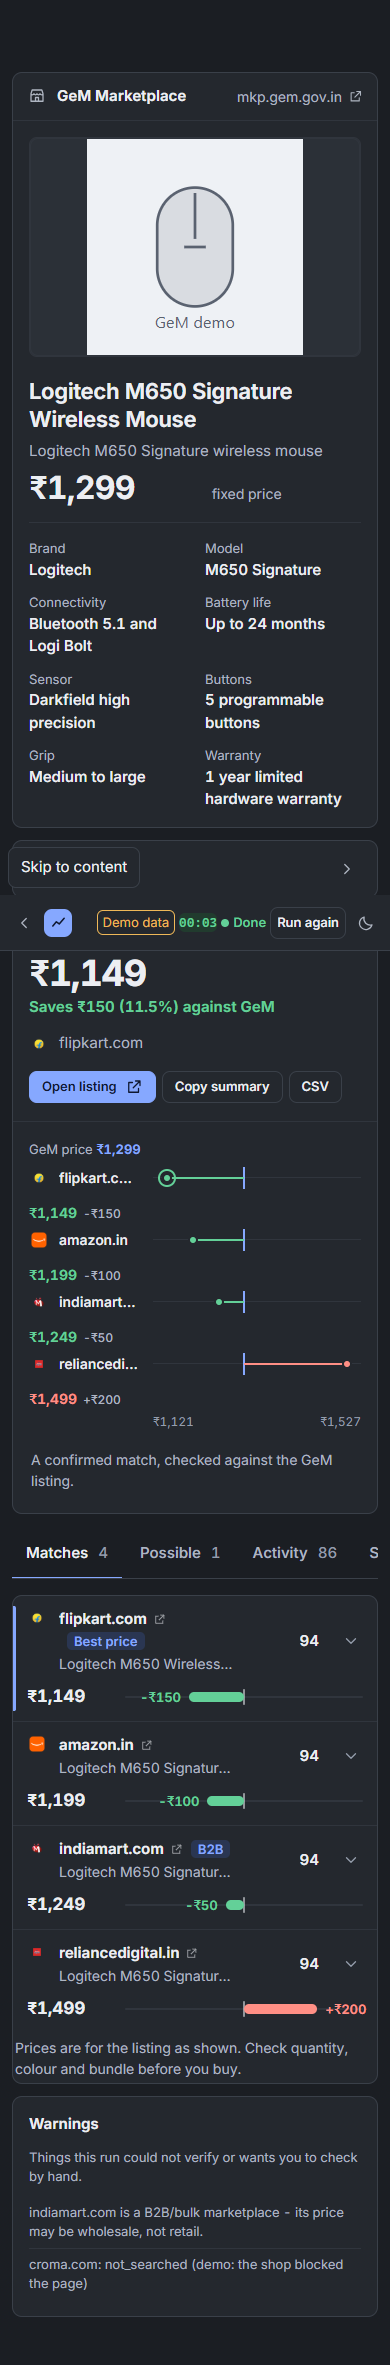 GeM Marketplace
mkp.gem.gov.in
GeM demo
Logitech M650 Signature
Wireless Mouse
Logitech M650 Signature wireless mouse
₹1,299
fixed price
Brand
Model
Logitech
M650 Signature
Connectivity
Battery life
Bluetooth 5.1 and
Logi Bolt
Up to 24 months
Sensor
Buttons
Darkfield high
precision
5 programmable
buttons
Grip
Warranty
Medium to large
1 year limited
hardware warranty
Skip to content
Demo data
00:03
Done
Run again
₹1,149
Saves ₹150 (11.5%) against GeM
flipkart.com
Open listing
Copy summary
CSV
GeM price ₹1,299
flipkart.c...
₹1,149 -₹150
amazon.in
₹1,199 -₹100
indiamart...
₹1,249 -₹50
reliancedi...
₹1,499 +₹200
₹1,121
₹1,527
A confirmed match, checked against the GeM
listing.
Matches 4
Possible 1
Activity 86
S
flipkart.com
Best price
94
Logitech M650 Wireless...
₹1,149
-₹150
amazon.in
94
Logitech M650 Signatur...
₹1,199
-₹100
indiamart.com
B2B
94
Logitech M650 Signatur...
₹1,249
-₹50
reliancedigital.in
94
Logitech M650 Signatur...
₹1,499
+₹200
Prices are for the listing as shown. Check quantity,
colour and bundle before you buy.
Warnings
Things this run could not verify or wants you to check
by hand.
indiamart.com is a B2B/bulk marketplace - its price
may be wholesale, not retail.
croma.com: not_searched (demo: the shop blocked
the page)